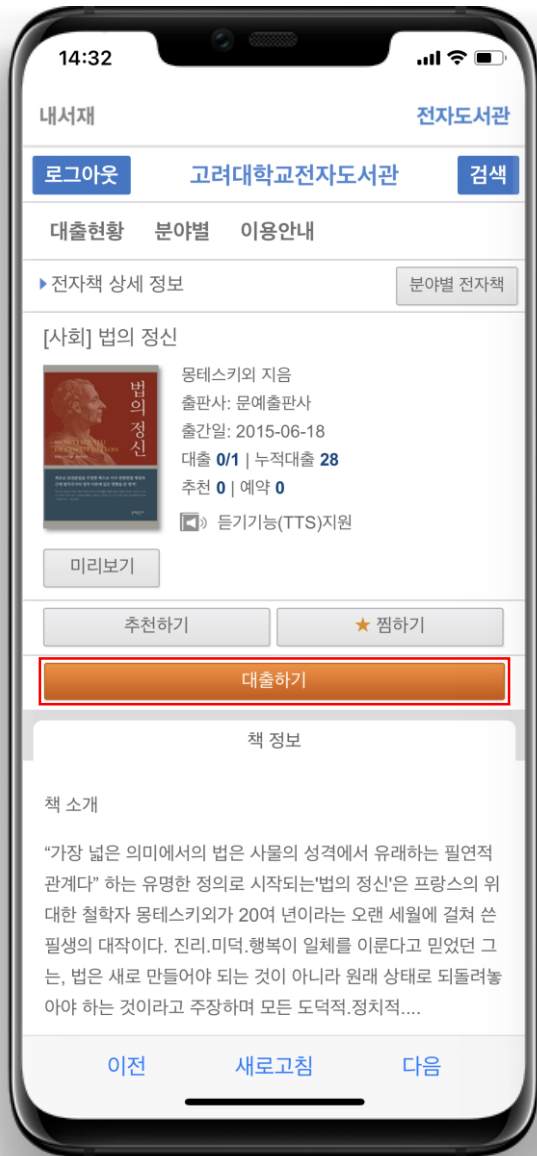 14:32
내서재 전자도서관
로그아웃 고려대학교전자도서관 검색
대출현황 분야별 이용안내
전자책 상세 정보 분야별 전자책
[사회] 법의 정신
법의 정신
몽테스키외 지음
출판사: 문예출판사
출간일: 2015-06-18
대출 0/1 | 누적대출 28
추천 0 | 예약 0
듣기기능(TTS)지원
미리보기
추천하기 ★ 찜하기
대출하기
책 정보
책 소개
“가장 넓은 의미에서의 법은 사물의 성격에서 유래하는 필연적
관계다” 하는 유명한 정의로 시작되는'법의 정신'은 프랑스의 위
대한 철학자 몽테스키외가 20여 년이라는 오랜 세월에 걸쳐 쓴
필생의 대작이다. 진리.미덕.행복이 일체를 이룬다고 믿었던 그
는, 법은 새로 만들어야 되는 것이 아니라 원래 상태로 되돌려놓
아야 하는 것이라고 주장하며 모든 도덕적.정치적....
이전 새로고침 다음